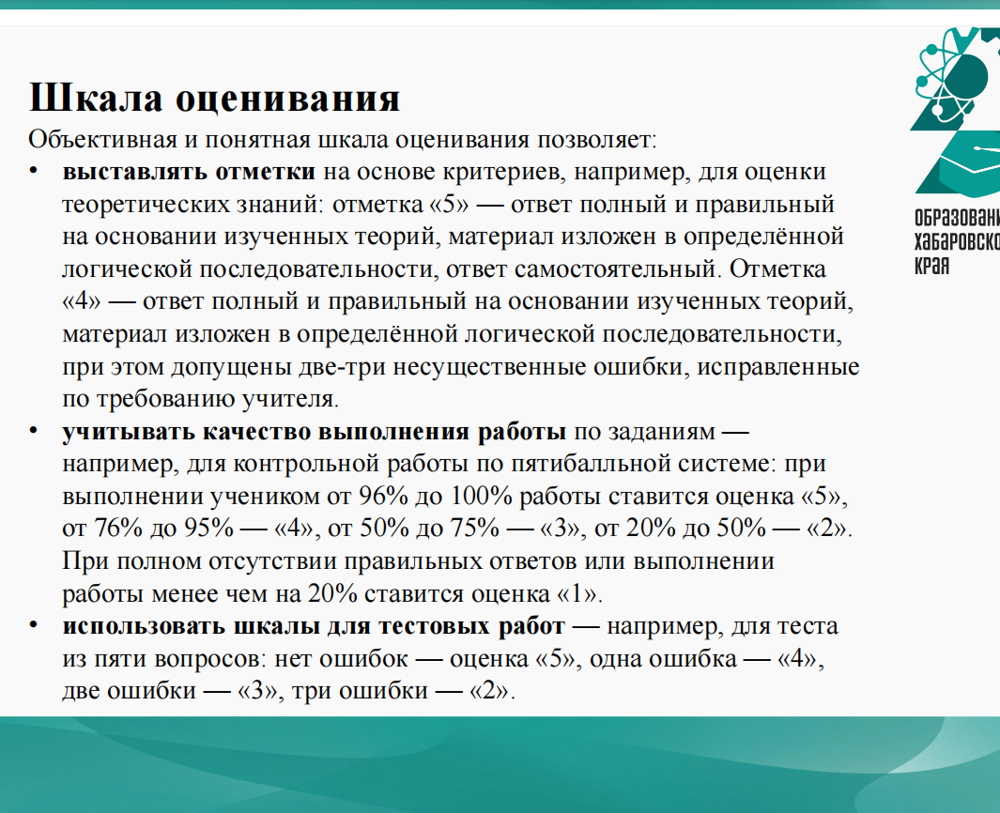 Шкала оценивания
Объективная и понятная шкала оценивания позволяет:
• выставлять отметки на основе критериев, например, для оценки
теоретических знаний: отметка «5» — ответ полный и правильный
на основании изученных теорий, материал изложен в определённой
логической последовательности, ответ самостоятельный. Отметка
«4» — ответ полный и правильный на основании изученных теорий,
материал изложен в определённой логической последовательности,
при этом допущены две-три несущественные ошибки, исправленные
по требованию учителя.
• учитывать качество выполнения работы по заданиям —
например, для контрольной работы по пятибалльной системе: при
выполнении учеником от 96% до 100% работы ставится оценка «5»,
от 76% до 95% — «4», от 50% до 75% — «3», от 20% до 50% — «2».
При полном отсутствии правильных ответов или выполнении
работы менее чем на 20% ставится оценка «1».
• использовать шкалы для тестовых работ — например, для теста
из пяти вопросов: нет ошибок — оценка «5», одна ошибка — «4»,
две ошибки — «3», три ошибки — «2».
ОБРАЗОВАНИ
ХАБАРОВСКО
КРАЯ